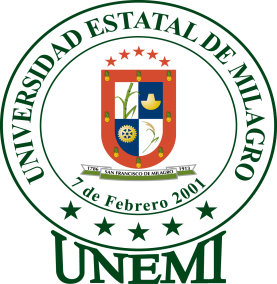 UNIVERSIDAD ESTATAL DE MILAGRO
1786 SAN FRANCISCO DE MILAGRO 1913
7 de Febrero 2001
UNEMI